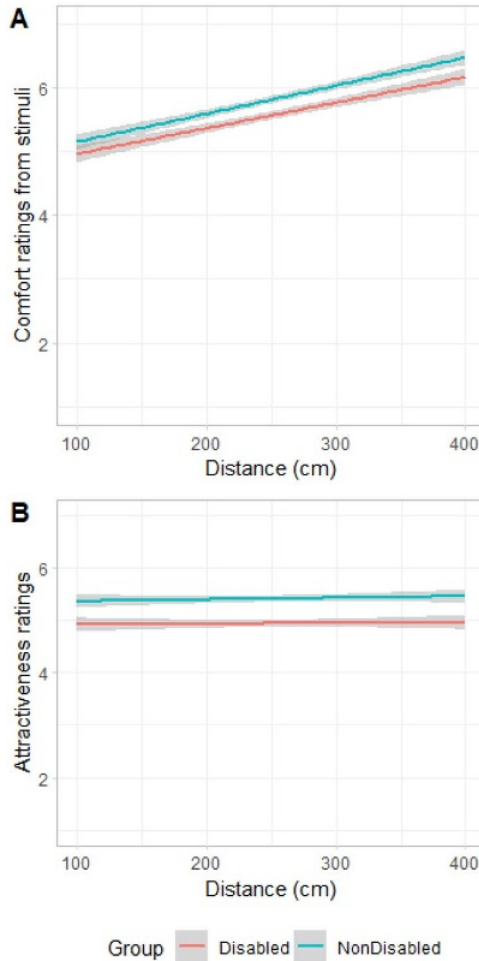 A
Comfort ratings from stimuli
6
4
2
100 200 300 400
Distance (cm)
B
Attractiveness ratings
6
4
2
100 200 300 400
Distance (cm)
Group Disabled NonDisabled